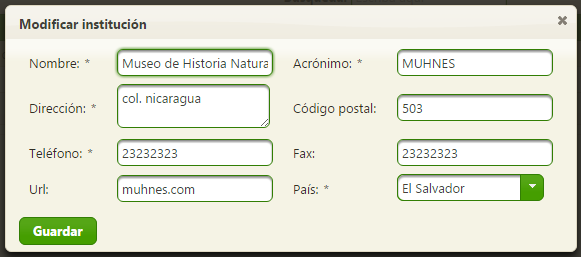 Modificar institución
Nombre: * Museo de Historia Natura Acrónimo: * MUHNES
Dirección: * col. nicaragua Código postal: 503
Teléfono: * 23232323 Fax: 23232323
Url: muhnes.com País: * El Salvador
Guardar